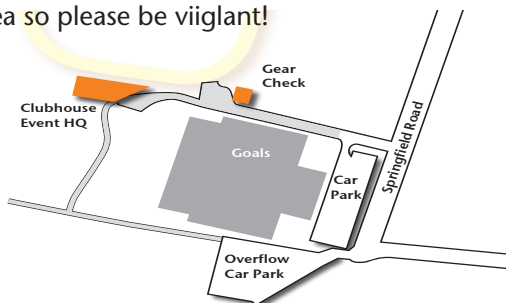 ea so please be viiglant!
Gear
Check
Clubhouse
Event HQ
Goals
Springfield Road
Car
Park
Overflow
Car Park